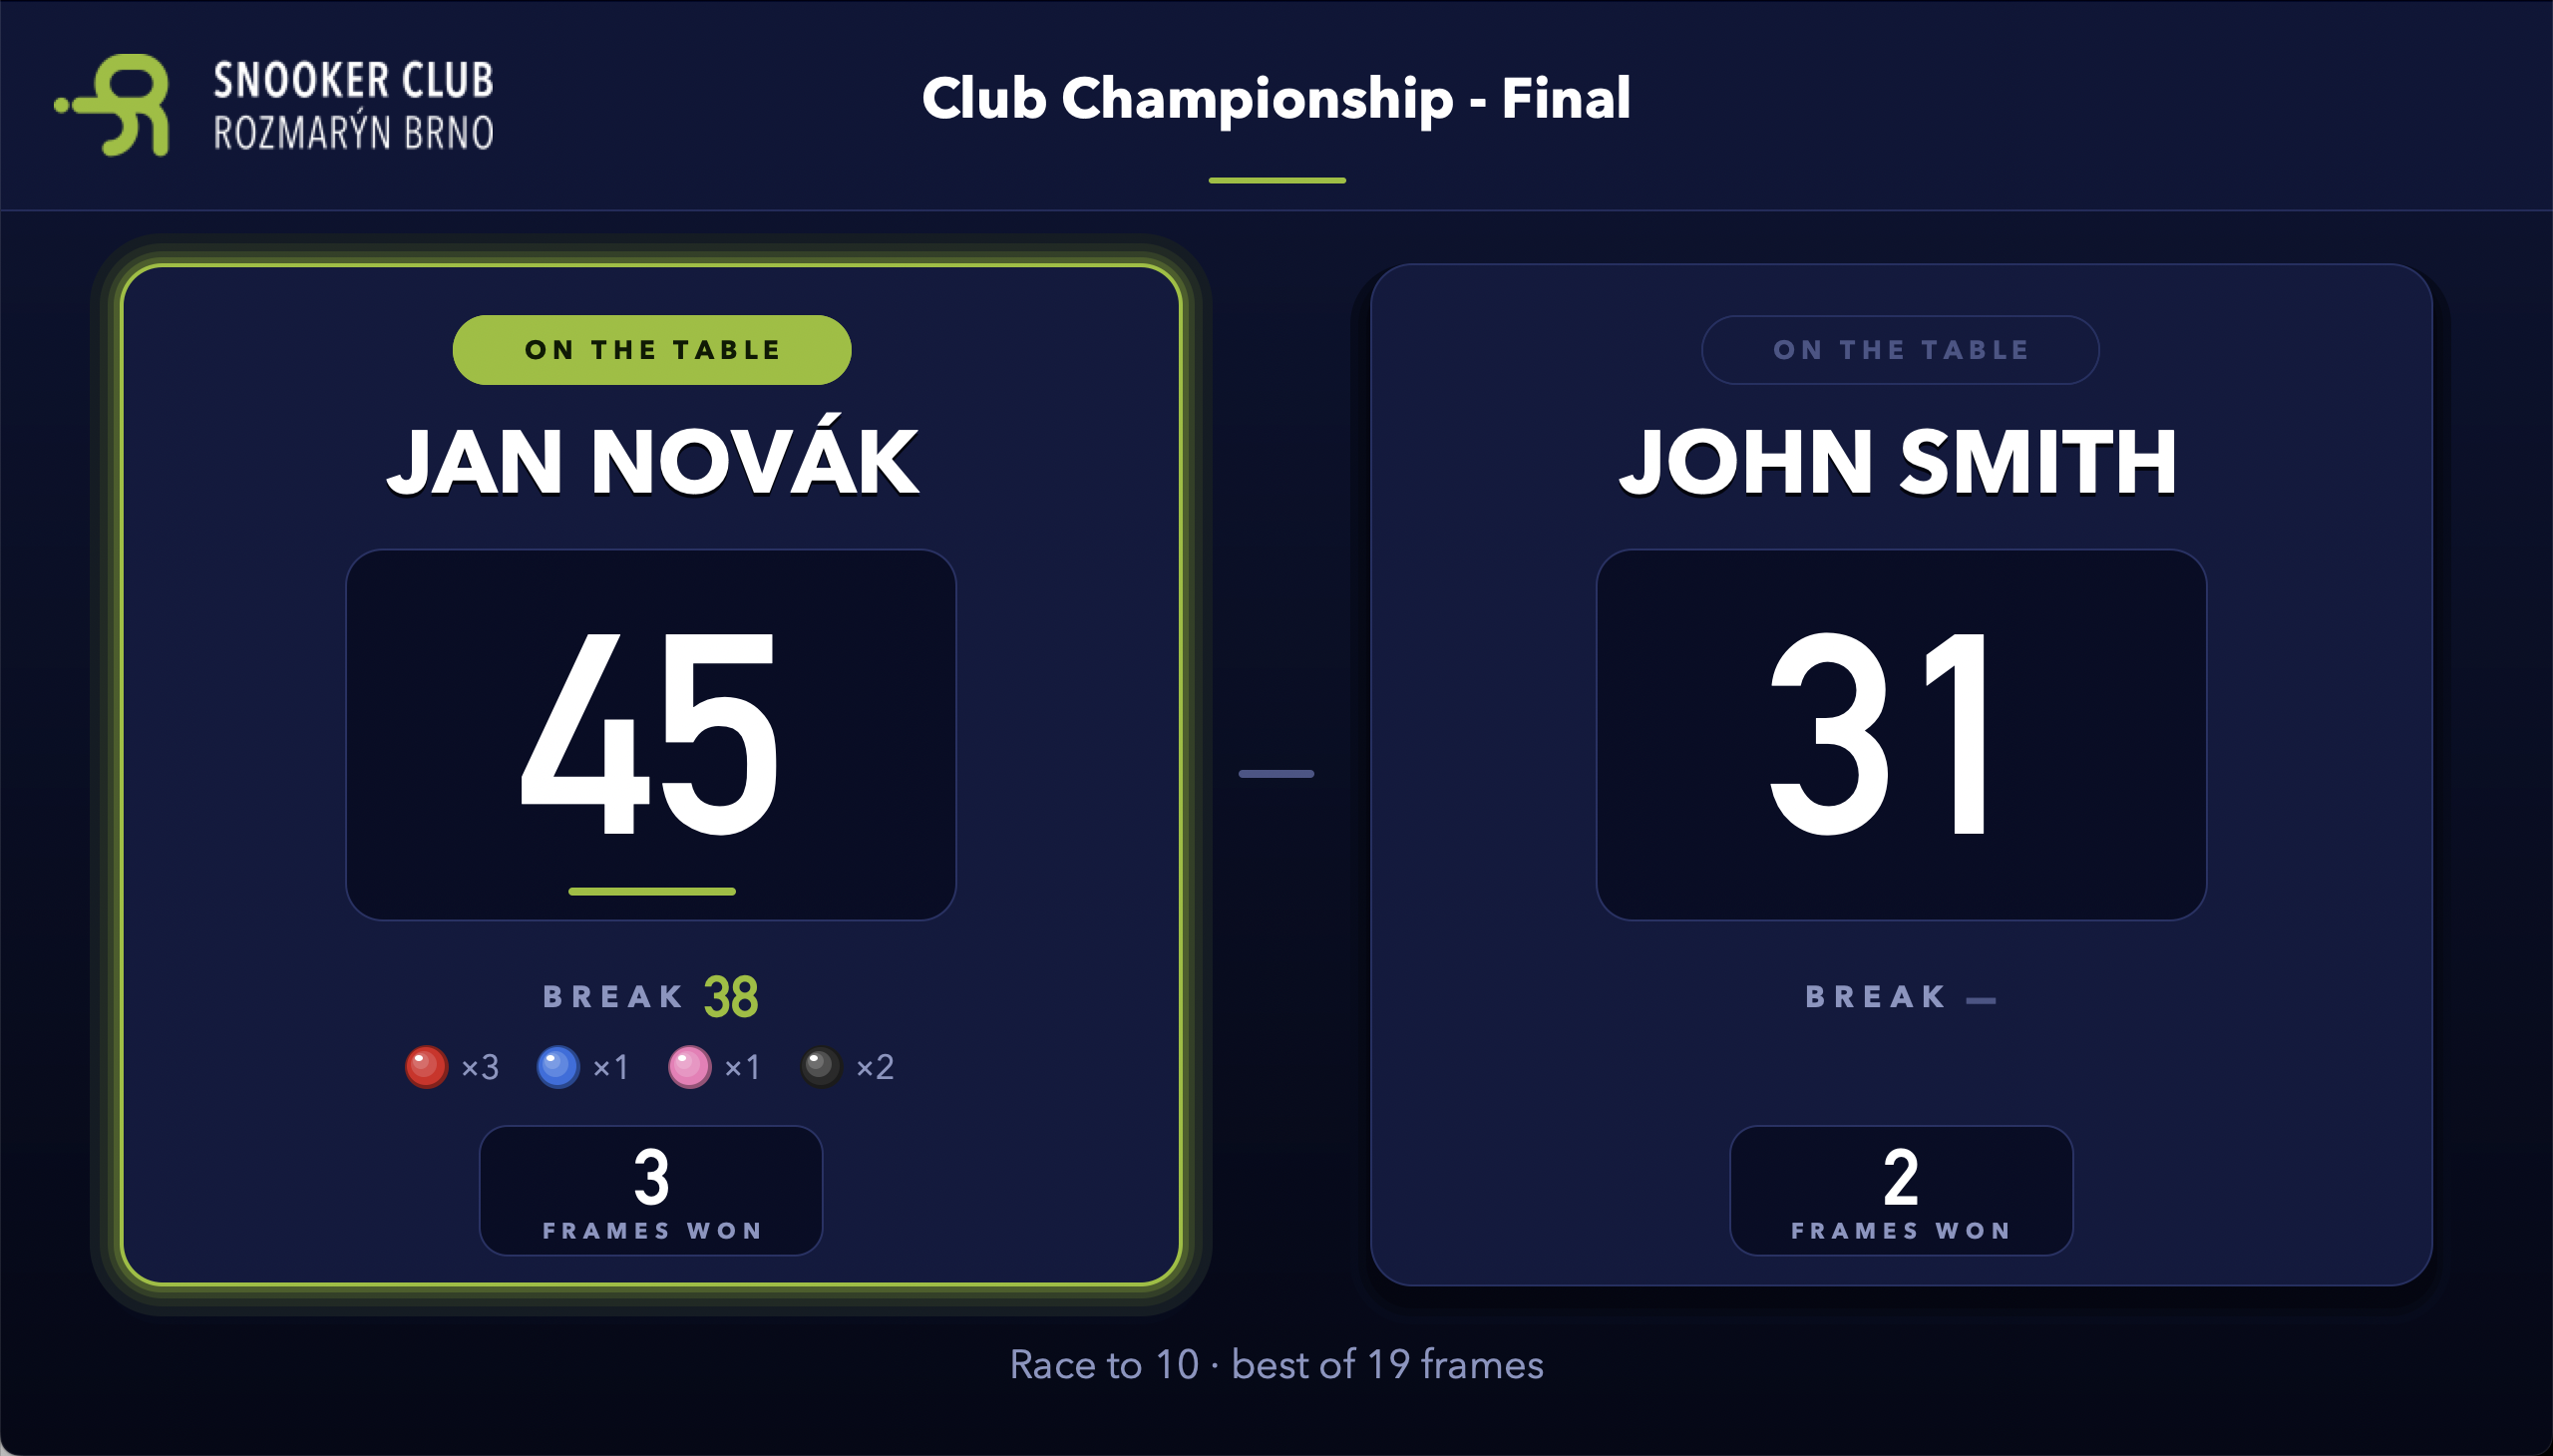 SNOOKER CLUB
ROZMARÝN BRNO
Club Championship - Final
ON THE TABLE
JAN NOVÁK
45
BREAK 38
×3 ×1 ×1 ×2
3
FRAMES WON
—
ON THE TABLE
JOHN SMITH
31
BREAK —
2
FRAMES WON
Race to 10 · best of 19 frames